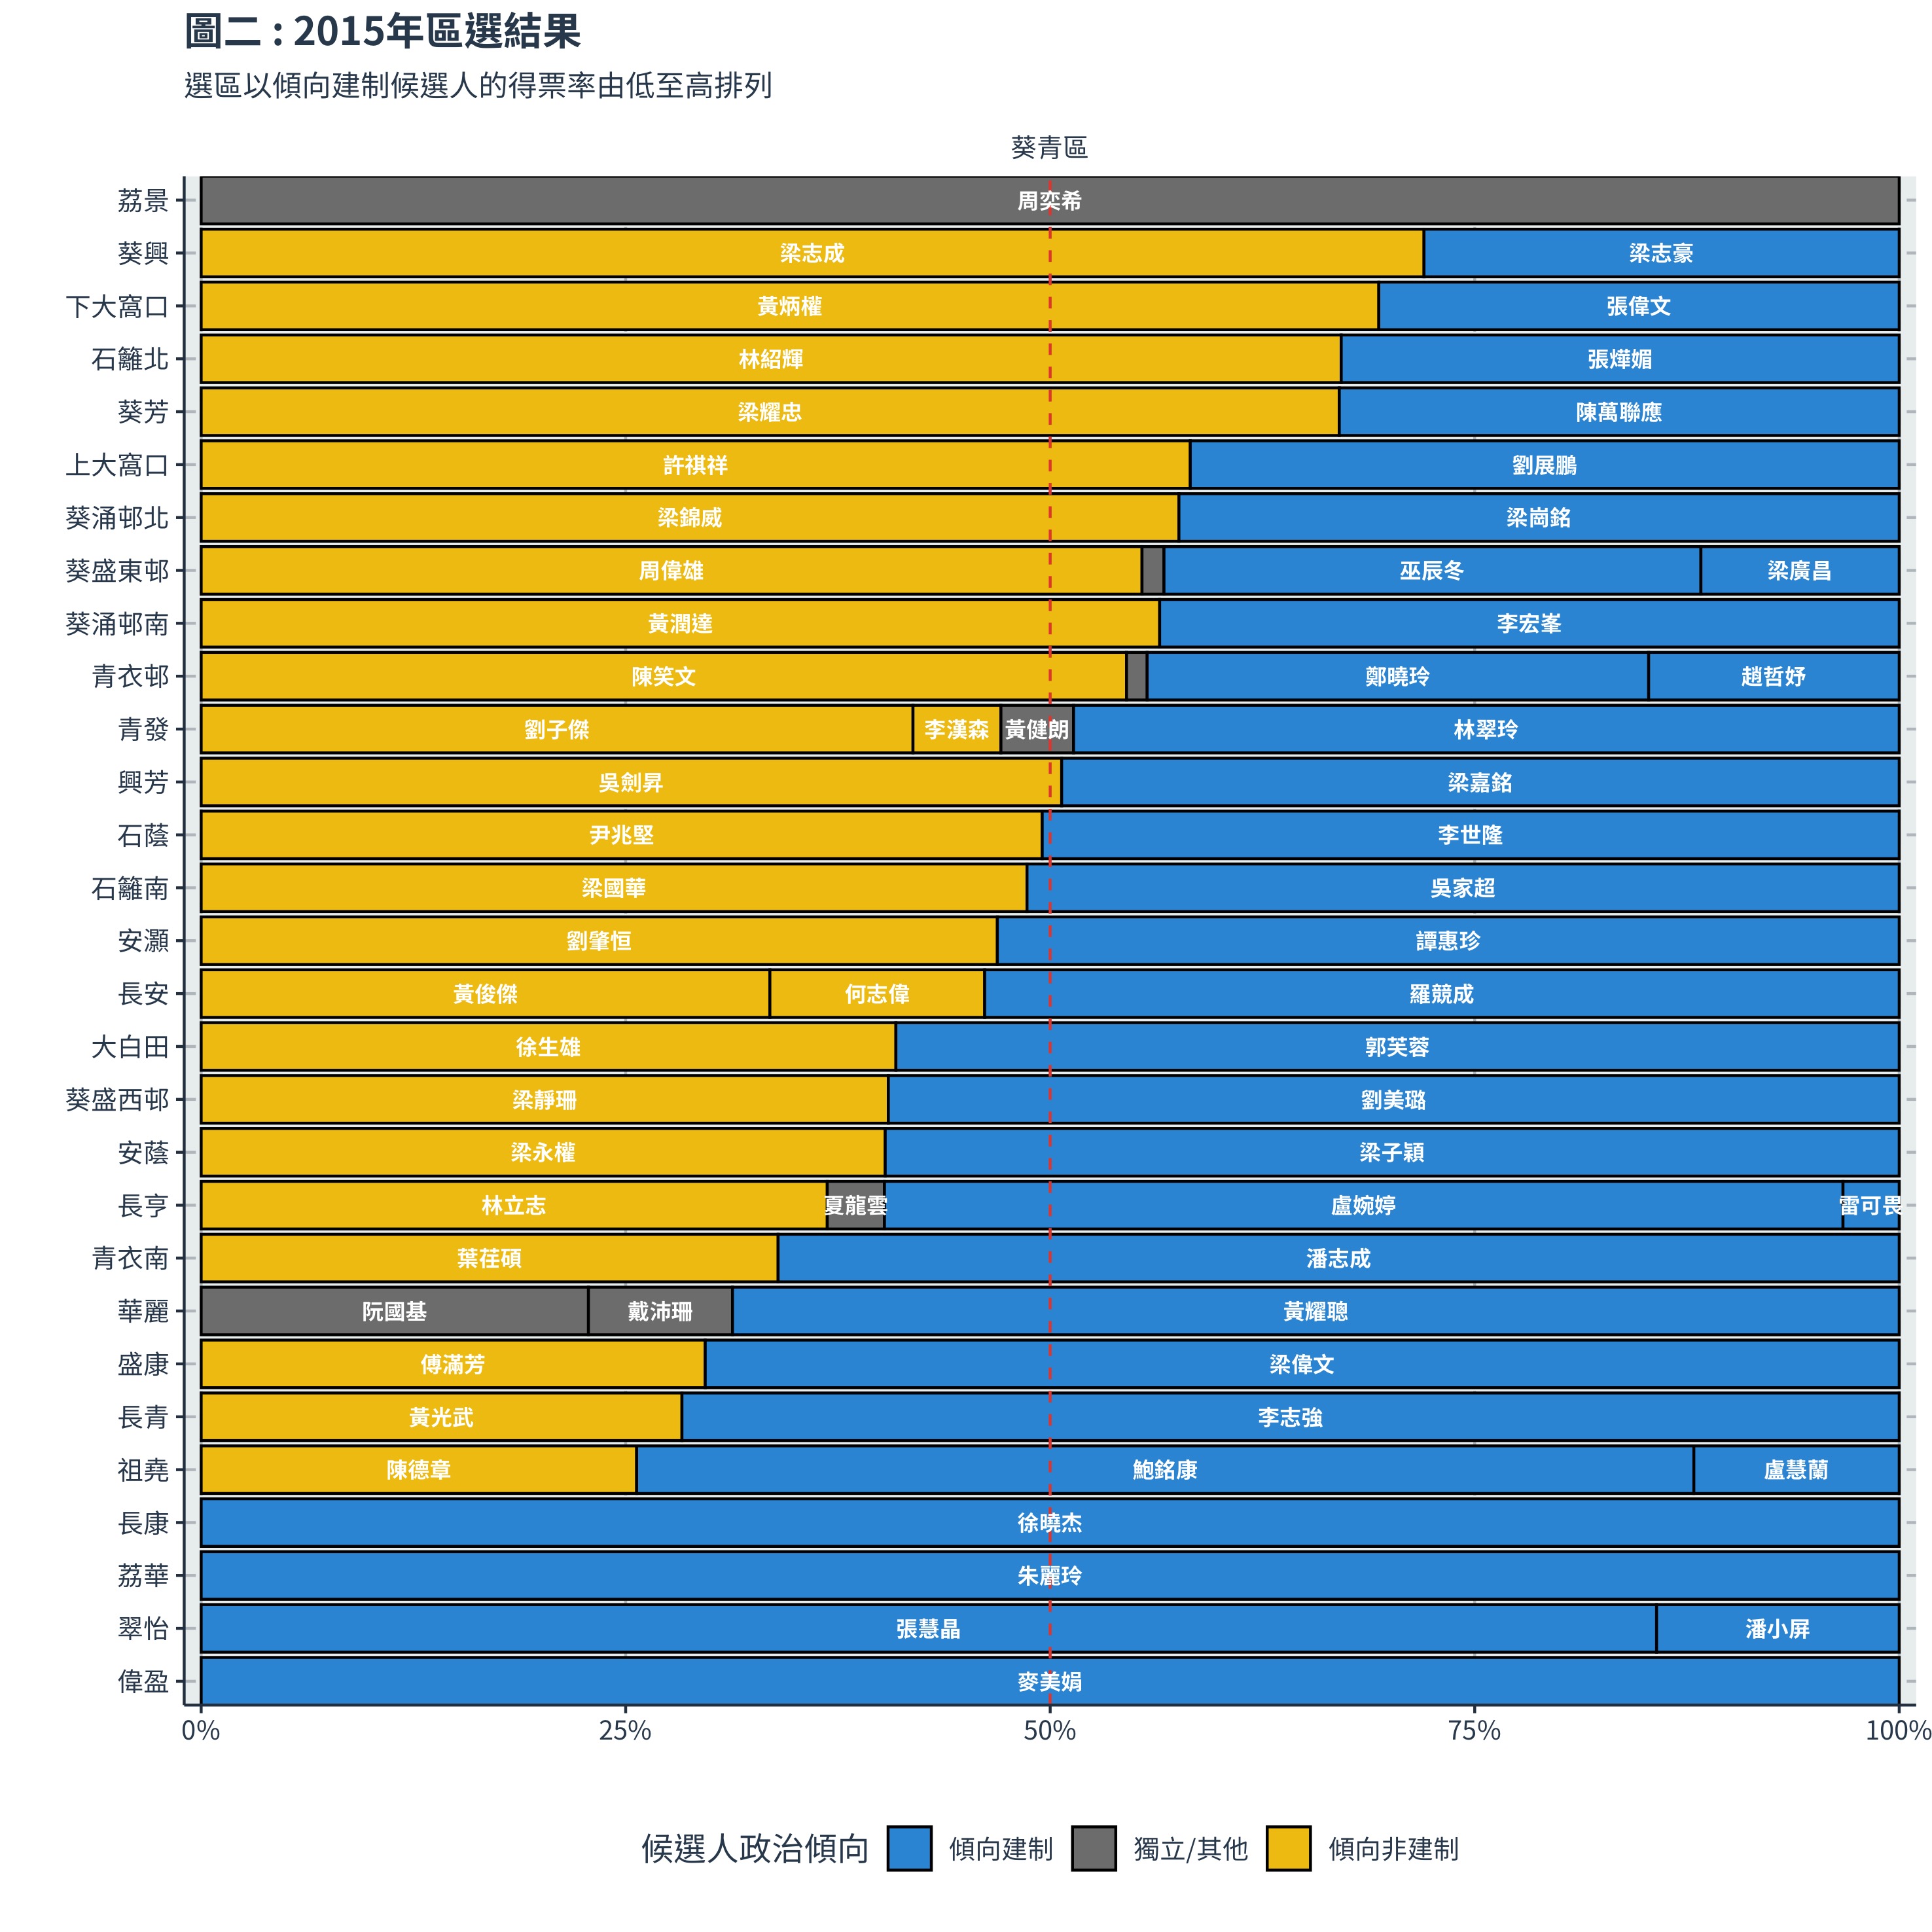 圖二 : 2015年區選結果
選區以傾向建制候選人的得票率由低至高排列
葵青區
荔景 周奕希
葵興 梁志成 梁志豪
下大窩口 黃炳權 張偉文
石籬北 林紹輝 張燁媚
葵芳 梁耀忠 陳萬聯應
上大窩口 許祺祥 劉展鵬
葵涌邨北 梁錦威 梁崗銘
葵盛東邨 周偉雄 巫辰冬 梁廣昌
葵涌邨南 黃潤達 李宏峯
青衣邨 陳笑文 鄭曉玲 趙哲妤
青發 劉子傑 李漢森 黃健朗 林翠玲
興芳 吳劍昇 梁嘉銘
石蔭 尹兆堅 李世隆
石籬南 梁國華 吳家超
安灝 劉肇恒 譚惠珍
長安 黃俊傑 何志偉 羅競成
大白田 徐生雄 郭芙蓉
葵盛西邨 梁靜珊 劉美璐
安蔭 梁永權 梁子穎
長亨 林立志 夏龍雲 盧婉婷 雷可畏
青衣南 葉荏碩 潘志成
華麗 阮國基 戴沛珊 黃耀聰
盛康 傅滿芳 梁偉文
長青 黃光武 李志強
祖堯 陳德章 鮑銘康 盧慧蘭
長康 徐曉杰
荔華 朱麗玲
翠怡 張慧晶 潘小屏
偉盈 麥美娟
0% 25% 50% 75% 100%
候選人政治傾向 傾向建制 獨立/其他 傾向非建制